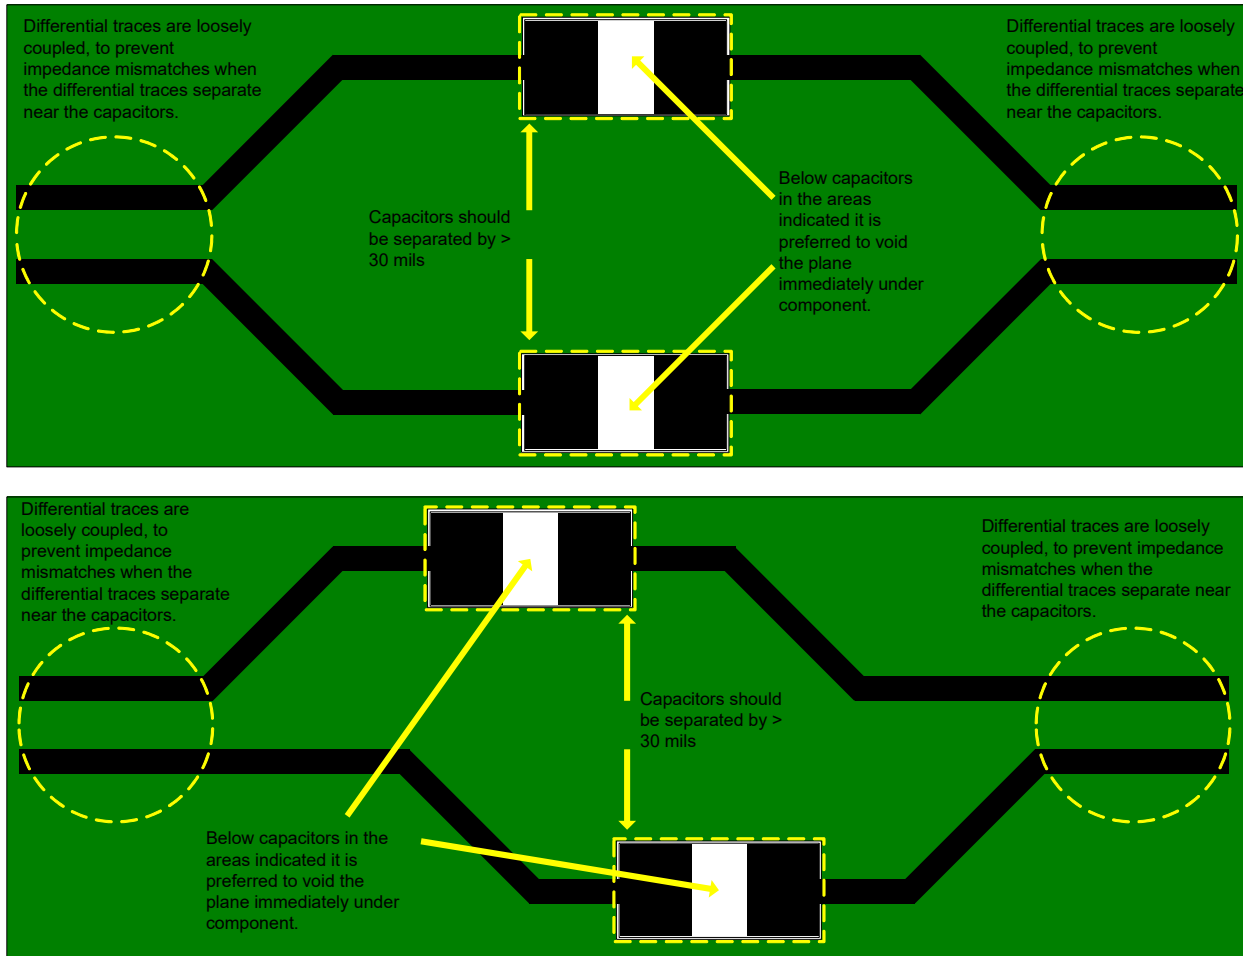 Differential traces are loosely
coupled, to prevent
impedance mismatches when
the differential traces separate
near the capacitors.
Differential traces are loosely
coupled, to prevent
impedance mismatches when
the differential traces separate
near the capacitors.
Capacitors should
be separated by >
30 mils
Below capacitors
in the areas
indicated it is
preferred to void
the plane
immediately under
component.
Differential traces are
loosely coupled, to
prevent impedance
mismatches when the
differential traces separate
near the capacitors.
Differential traces are loosely
coupled, to prevent impedance
mismatches when the
differential traces separate near
the capacitors.
Capacitors should
be separated by >
30 mils
Below capacitors in the
areas indicated it is
preferred to void the
plane immediately under
component.